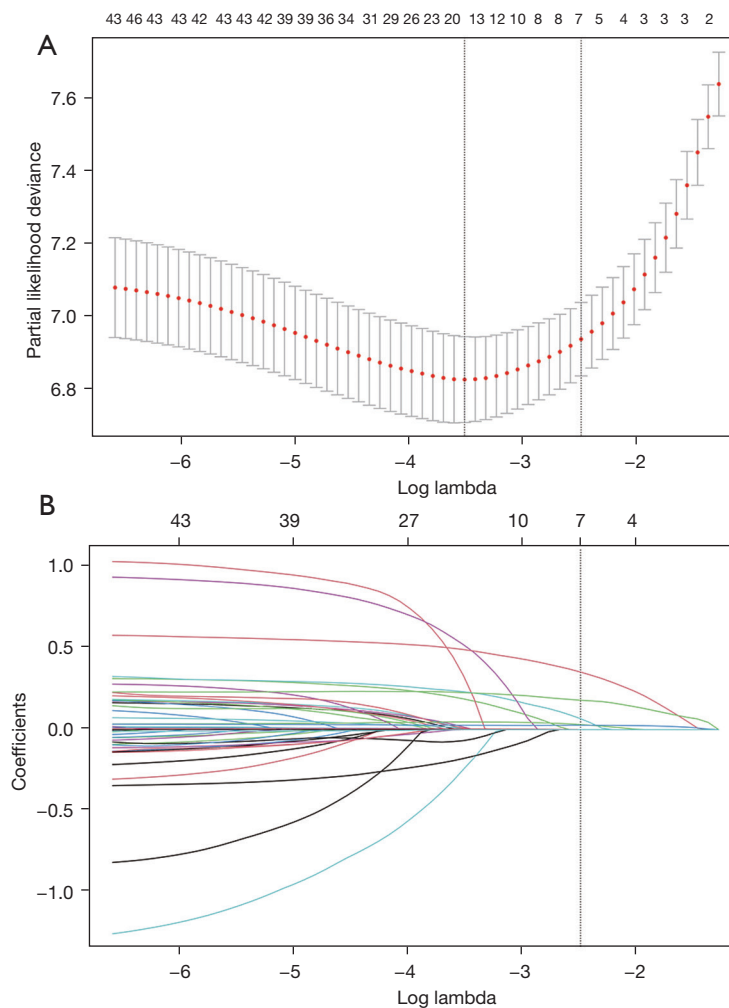 43 46 43 43 42 43 43 42 39 39 36 34 31 29 26 23 20 13 12 10 8 8 7 5 4 3 3 3 2
A
7.6
7.4
7.2
7.0
6.8
Partial likelihood deviance
−6 −5 −4 −3 −2
Log lambda
B
43 39 27 10 7 4
1.0
0.5
0.0
−0.5
−1.0
Coefficients
−6 −5 −4 −3 −2
Log lambda